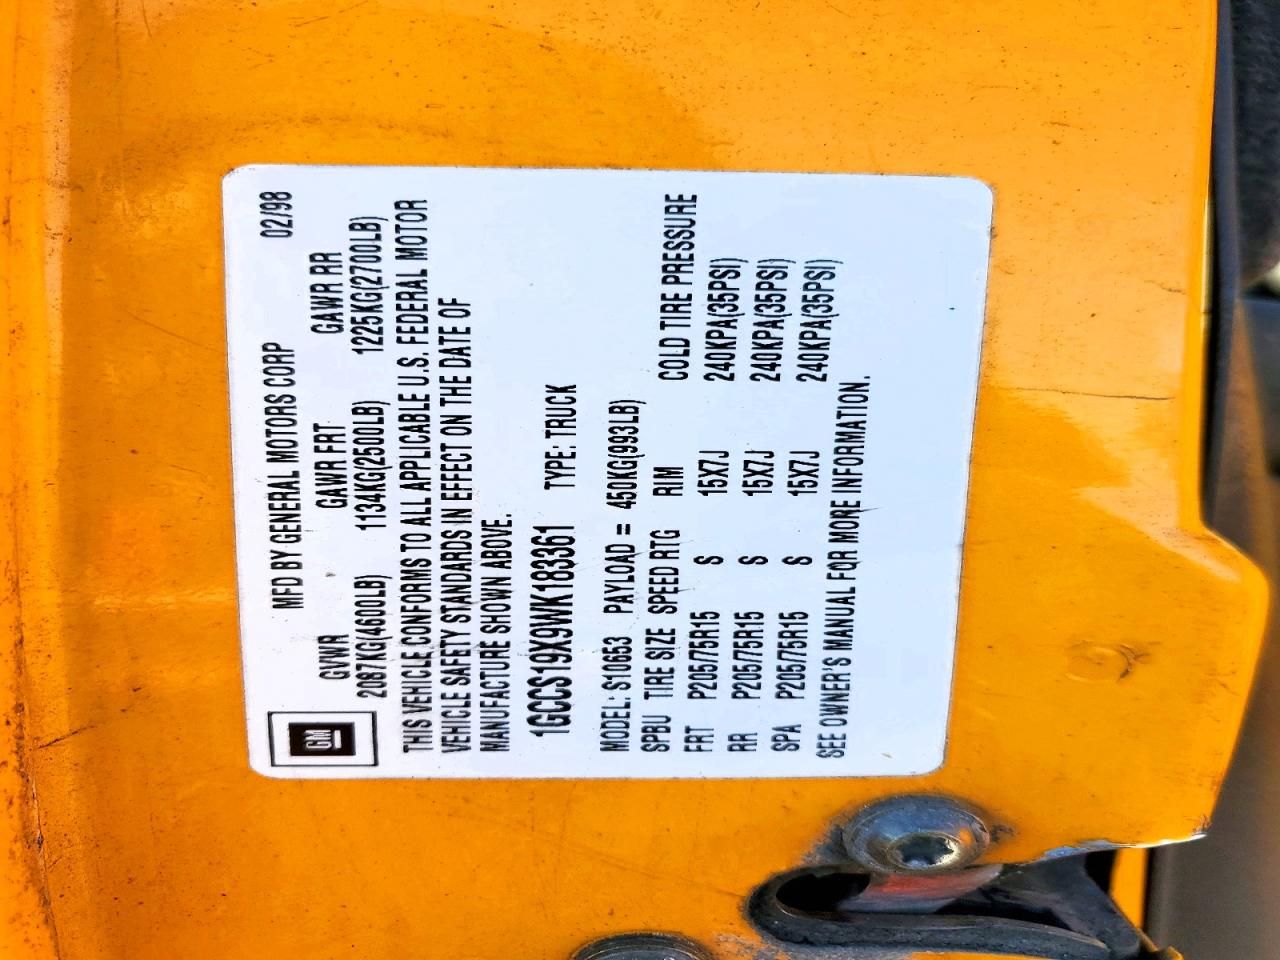 MFD BY GENERAL MOTORS CORP 02/98
GM
GVWR GAWR FRT GAWR RR
2087KG(4600LB) 1134KG(2500LB) 1225KG(2700LB)
THIS VEHICLE CONFORMS TO ALL APPLICABLE U.S. FEDERAL MOTOR
VEHICLE SAFETY STANDARDS IN EFFECT ON THE DATE OF
MANUFACTURE SHOWN ABOVE.
1GCCS19X9WK183361 TYPE: TRUCK
MODEL: S10653 PAYLOAD = 450KG(993LB)
SPBU TIRE SIZE SPEED RTG RIM COLD TIRE PRESSURE
FRT P205/75R15 S 15X7J 240KPA(35PSI)
RR P205/75R15 S 15X7J 240KPA(35PSI)
SPA P205/75R15 S 15X7J 240KPA(35PSI)
SEE OWNER'S MANUAL FOR MORE INFORMATION.